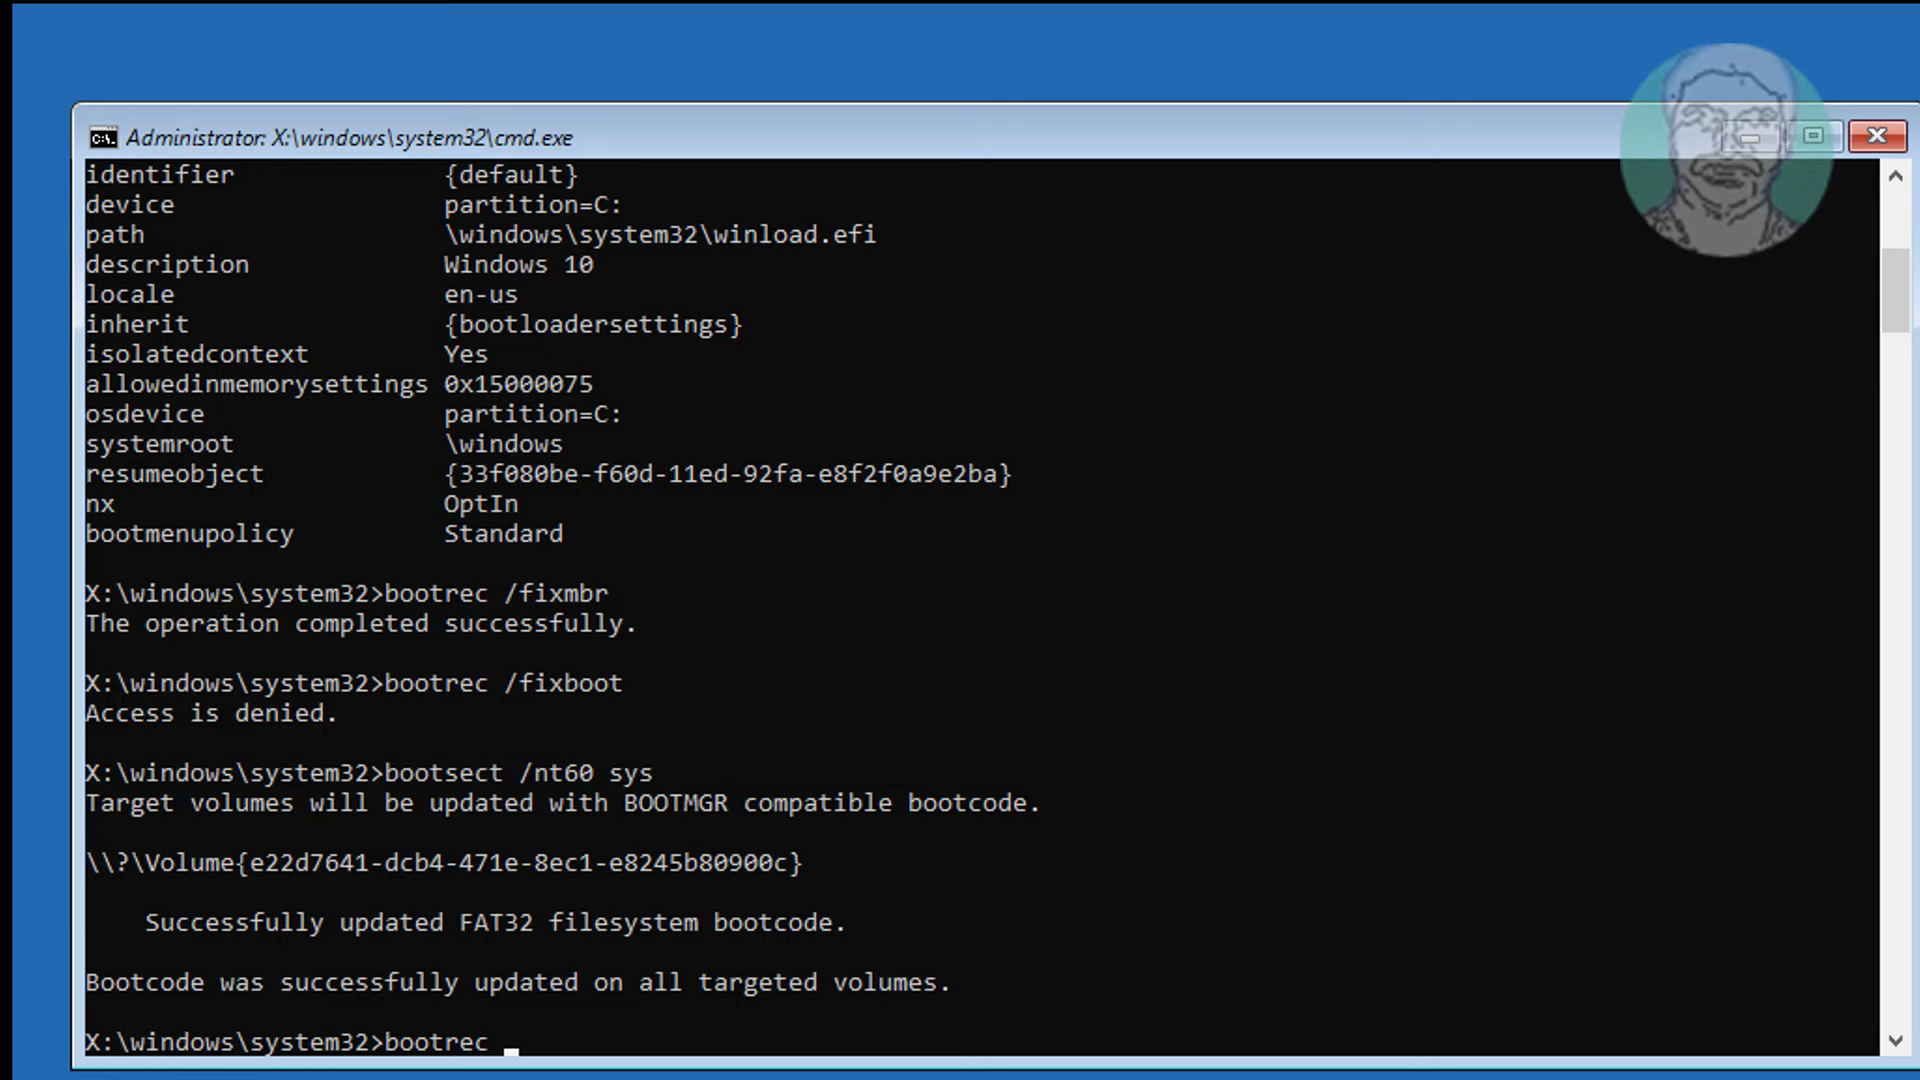 Administrator: X:\windows\system32\cmd.exe
identifier {default}
device partition=C:
path \windows\system32\winload.efi
description Windows 10
locale en-us
inherit {bootloadersettings}
isolatedcontext Yes
allowedinmemorysettings 0x15000075
osdevice partition=C:
systemroot \windows
resumeobject {33f080be-f60d-11ed-92fa-e8f2f0a9e2ba}
nx OptIn
bootmenupolicy Standard
X:\windows\system32>bootrec /fixmbr
The operation completed successfully.
X:\windows\system32>bootrec /fixboot
Access is denied.
X:\windows\system32>bootsect /nt60 sys
Target volumes will be updated with BOOTMGR compatible bootcode.
\\?\Volume{e22d7641-dcb4-471e-8ec1-e8245b80900c}
Successfully updated FAT32 filesystem bootcode.
Bootcode was successfully updated on all targeted volumes.
X:\windows\system32>bootrec _